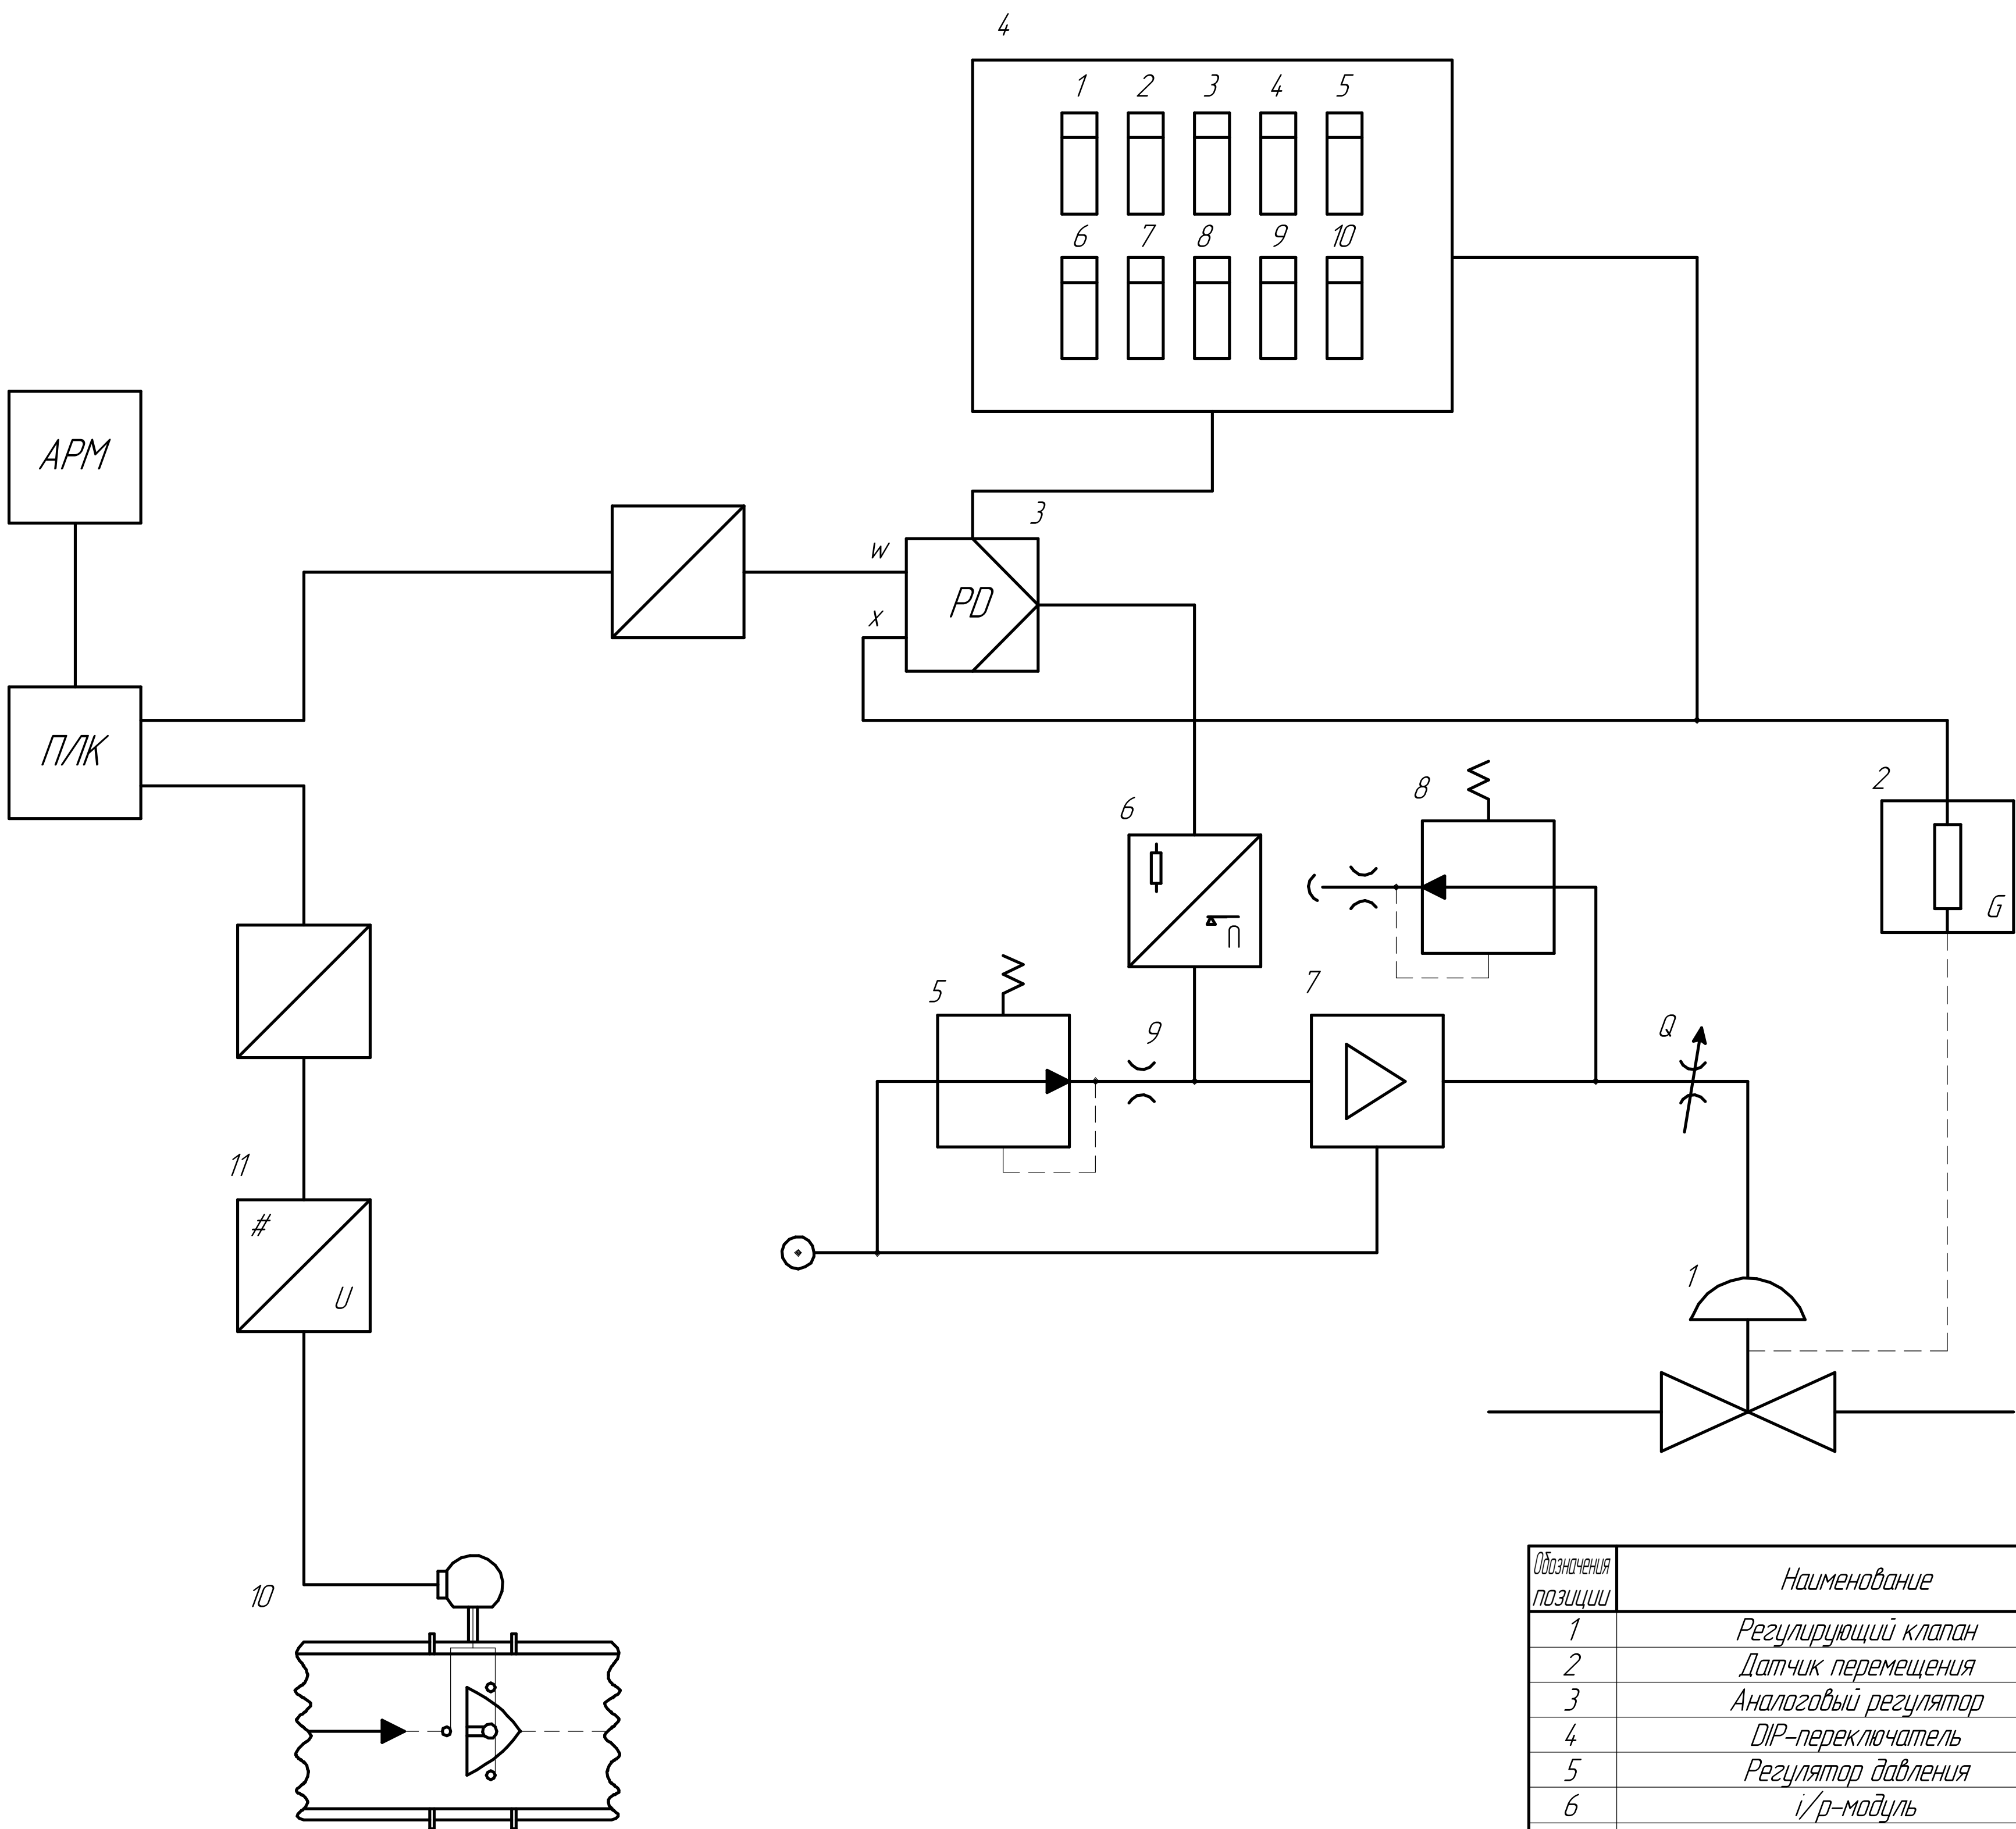 4
1 2 3 4 5
6 7 8 9 10
АРМ
3
w
x
PD
ПЛК
2
G
8
6
5
9
7
Q
11
#
U
1
10
Обозначения позиции
Наименование
1 Регулирующий клапан
2 Датчик перемещения
3 Аналоговый регулятор
4 DIP-переключатель
5 Регулятор давления
6 i/p-модуль